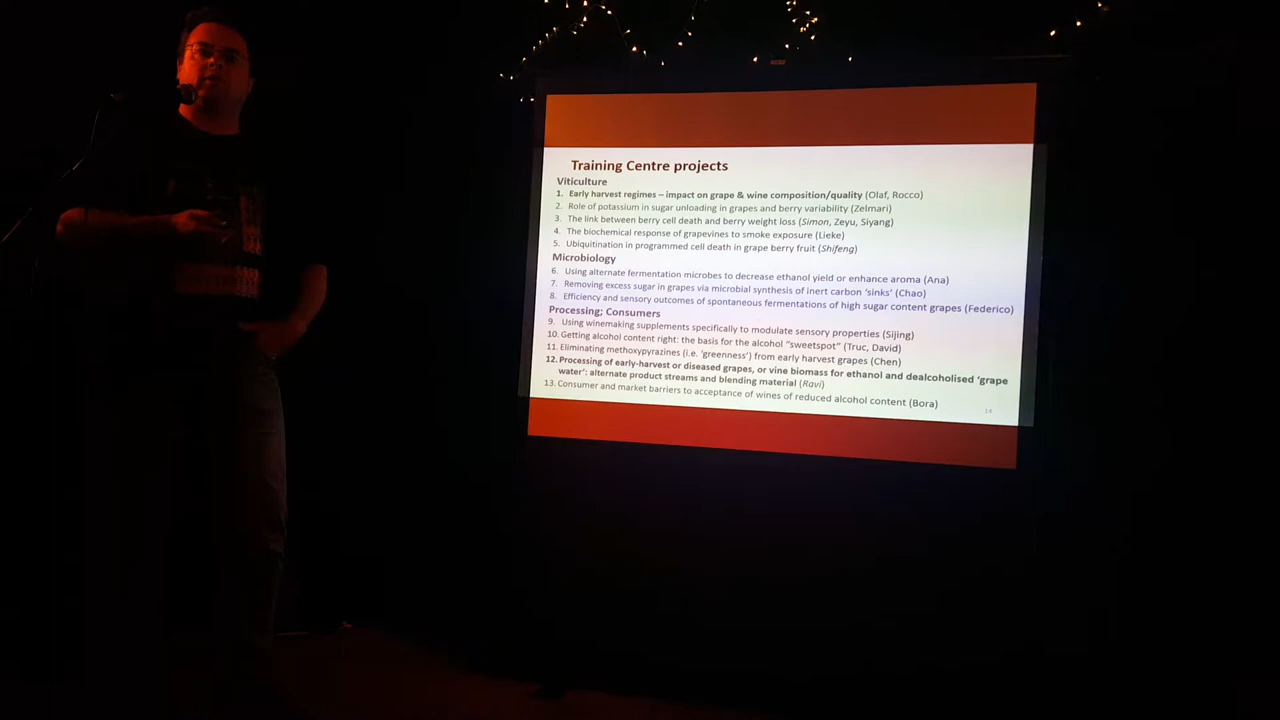 Training Centre projects
Viticulture
1. Early harvest regimes – impact on grape & wine composition/quality (Olaf, Rocco)
2. Role of potassium in sugar unloading in grapes and berry variability (Zelmari)
3. The link between berry cell death and berry weight loss (Simon, Zeyu, Siyang)
4. The biochemical response of grapevines to smoke exposure (Lieke)
5. Ubiquitination in programmed cell death in grape berry fruit (Shifeng)
Microbiology
6. Using alternate fermentation microbes to decrease ethanol yield or enhance aroma (Ana)
7. Removing excess sugar in grapes via microbial synthesis of inert carbon ‘sinks’ (Chao)
8. Efficiency and sensory outcomes of spontaneous fermentations of high sugar content grapes (Federico)
Processing; Consumers
9. Using winemaking supplements specifically to modulate sensory properties (Sijing)
10. Getting alcohol content right: the basis for the alcohol “sweetspot” (Truc, David)
11. Eliminating methoxypyrazines (i.e. ‘greenness’) from early harvest grapes (Chen)
12. Processing of early-harvest or diseased grapes, or vine biomass for ethanol and dealcoholised ‘grape
water’: alternate product streams and blending material (Ravi)
13. Consumer and market barriers to acceptance of wines of reduced alcohol content (Bora)
14